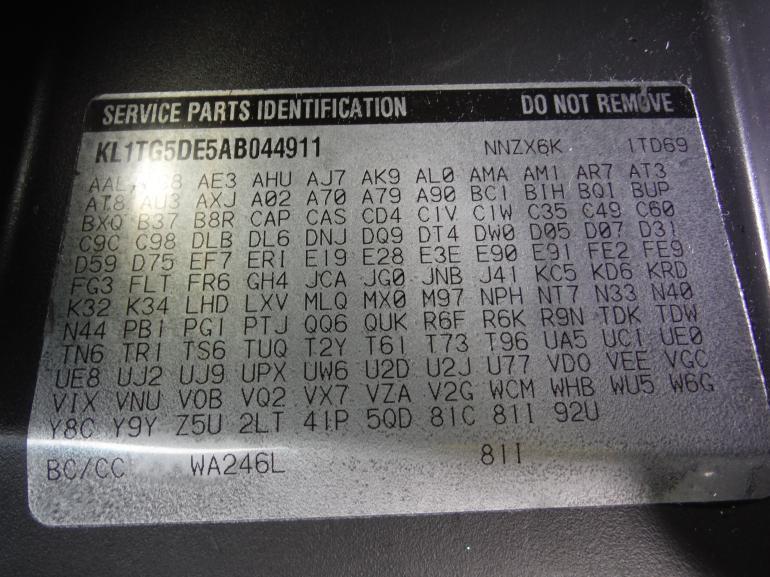 SERVICE PARTS IDENTIFICATION DO NOT REMOVE
KL1TG5DE5AB044911 NNZX6K 1TD69
AE3 AHU AJ7 AK9 AL0 AMA AM1 AR7 AT3
AT8 AU3 AXJ A02 A70 A79 A90 BC1 B1H BQ1 BUP
BXQ B37 B8R CAP CAS CD4 C1V C1W C35 C49 C60
C9C C98 DLB DL6 DNJ DQ9 DT4 DW0 D05 D07 D31
D59 D75 EF7 ER1 E19 E28 E3E E90 E91 FE2 FE9
FG3 FLT FR6 GH4 JCA JG0 JNB J41 KC5 KD6 KRD
K32 K34 LHD LXV MLQ MX0 M97 NPH NT7 N33 N40
N44 PB1 PG1 PTJ QQ6 QUK R6F R6K R9N TDK TDW
TN6 TR1 TS6 TUQ T2Y T61 T73 T96 UA5 UC1 UE0
UE8 UJ2 UJ9 UPX UW6 U2D U2J U77 VDO VEE VGC
VIX VNU VOB VQ2 VX7 VZA V2G WCM WHB WU5 W6G
Y8C Y9Y Z5U 2LT 41P 5QD 81C 81I 92U
BC/CC WA246L 81I